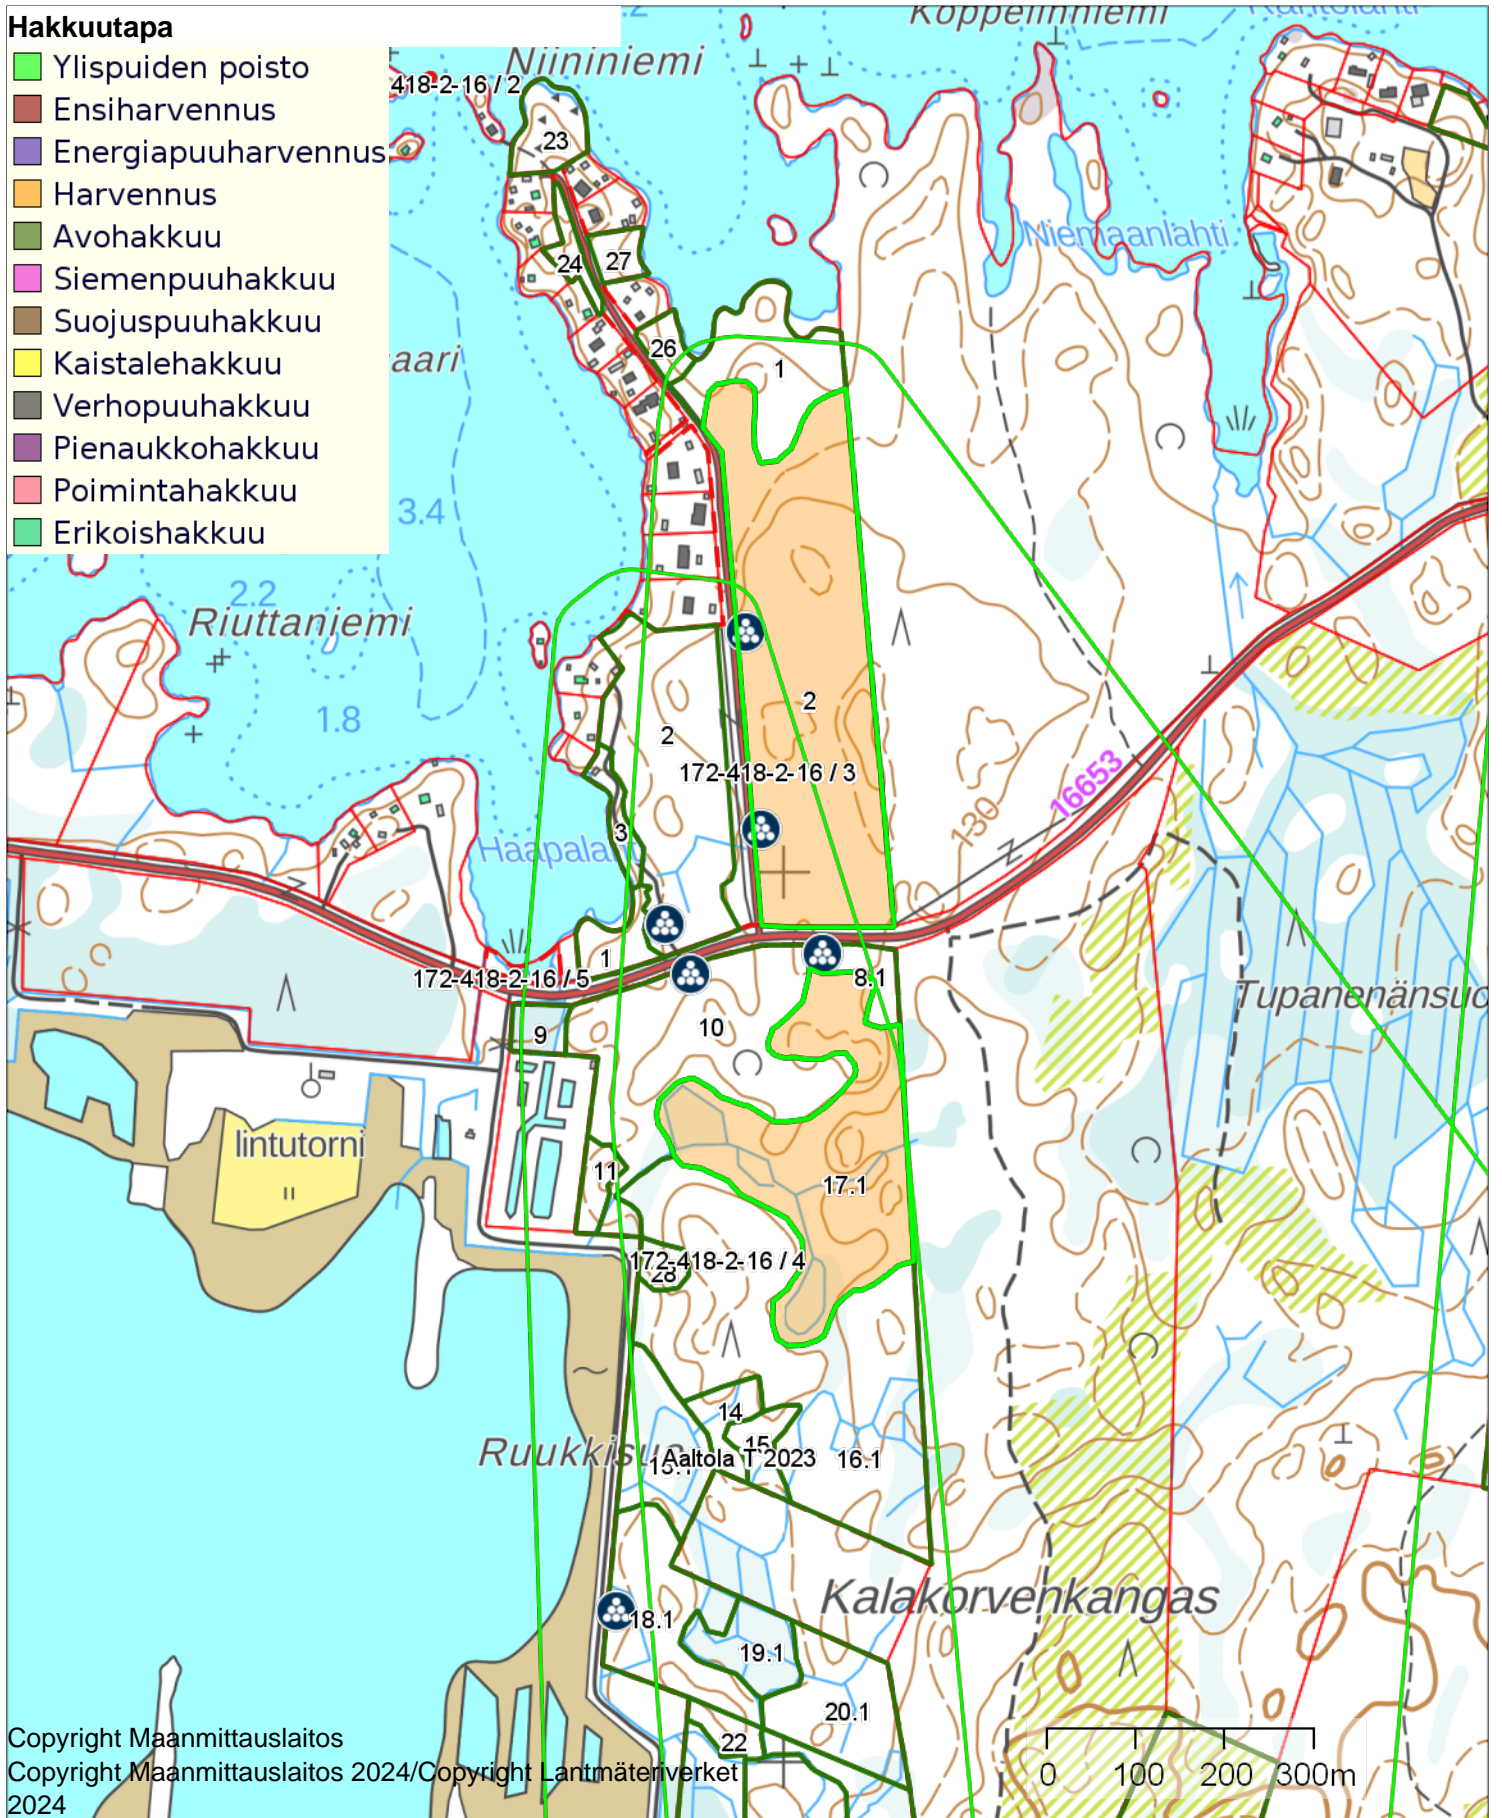 Hakkuutapa
Ylispuiden poisto
Ensiharvennus
Energiapuuharvennus
Harvennus
Avohakkuu
Siemenpuuhakkuu
Suojuspuuhakkuu
Kaistalehakkuu
Verhopuuhakkuu
Pienaukkohakkuu
Poimintahakkuu
Erikoishakkuu
Koppelinniemi
Niininiemi
418-2-16 / 2
23
Niemaanlahti
24
27
26
1
aari
3.4
2.2
Riuttaniemi
1.8
2
2
172-418-2-16 / 3
16653
130
3
1
172-418-2-16 / 5
8.1
Tupanenänsuo
10
9
lintutorni
11
17.1
172-418-2-16 / 4
28
14
15
Aaltola T 2023
16.1
Kalakorvenkangas
18.1
19.1
20.1
22
Copyright Maanmittauslaitos
Copyright Maanmittauslaitos 2024/Copyright Lantmäteriverket
2024
0 100 200 300m